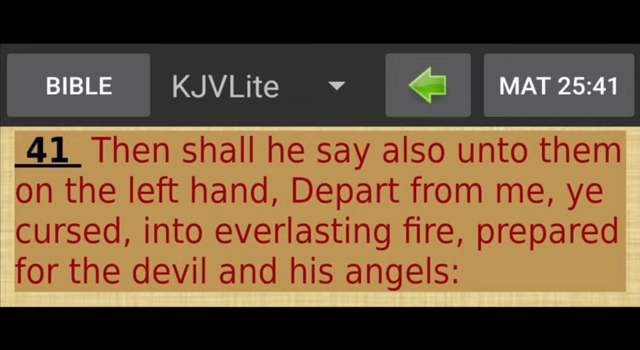 BIBLE KJVLite MAT 25:41
41 Then shall he say also unto them
on the left hand, Depart from me, ye
cursed, into everlasting fire, prepared
for the devil and his angels: